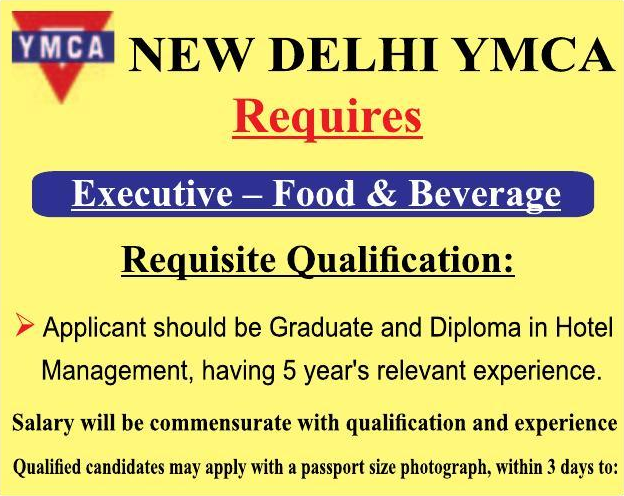 YMCA
NEW DELHI YMCA
Requires
Executive – Food & Beverage
Requisite Qualification:
➢ Applicant should be Graduate and Diploma in Hotel
Management, having 5 year's relevant experience.
Salary will be commensurate with qualification and experience
Qualified candidates may apply with a passport size photograph, within 3 days to: